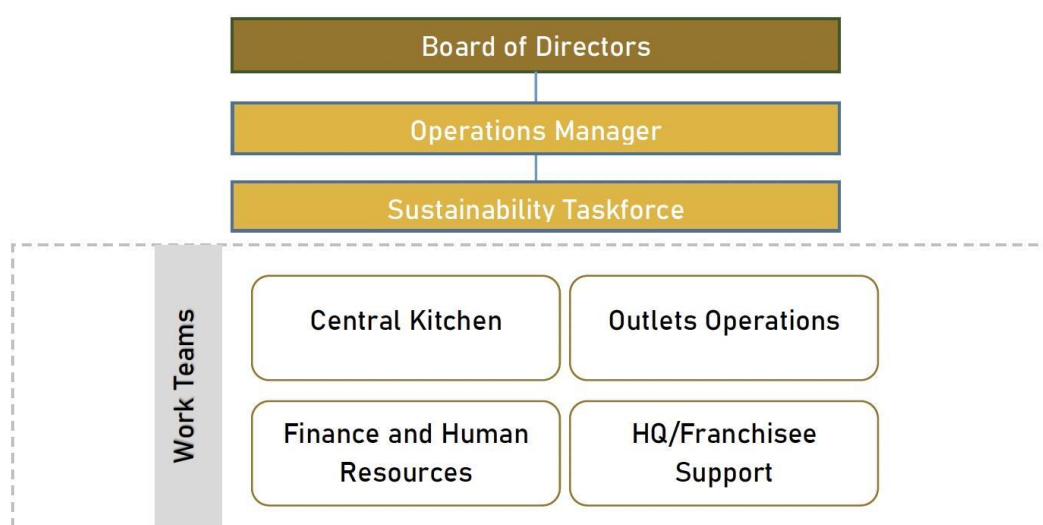 Board of Directors
Operations Manager
Sustainability Taskforce
Work Teams
Central Kitchen
Outlets Operations
Finance and Human
Resources
HQ/Franchisee
Support